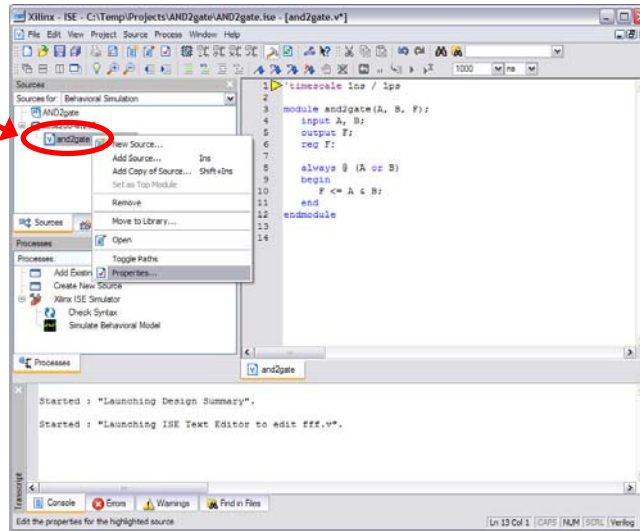 Xilinx - ISE - C:\Temp\Projects\AND2gate\AND2gate.ise - [and2gate.v*]
File Edit View Project Source Process Window Help
1000 ns
Sources
Sources for: Behavioral Simulation
AND2gate
and2gate
New Source...
Add Source... Ins
Add Copy of Source... Shift+Ins
Set as Top Module
Remove
Move to Library...
Open
Toggle Paths
Properties...
Sources
Processes
Processes:
Add Existin
Create New Source
Xilinx ISE Simulator
Check Syntax
Simulate Behavioral Model
Processes
1 `timescale 1ns / 1ps
2
3 module and2gate(A, B, F);
4 input A, B;
5 output F;
6 reg F;
7
8 always @ (A or B)
9 begin
10 F <= A & B;
11 end
12 endmodule
13
14
and2gate
Started : "Launching Design Summary".
Started : "Launching ISE Text Editor to edit fff.v".
Transcript
Console Errors Warnings Find in Files
Edit the properties for the highlighted source
Ln 13 Col 1 CAPS NUM SCRL Verilog